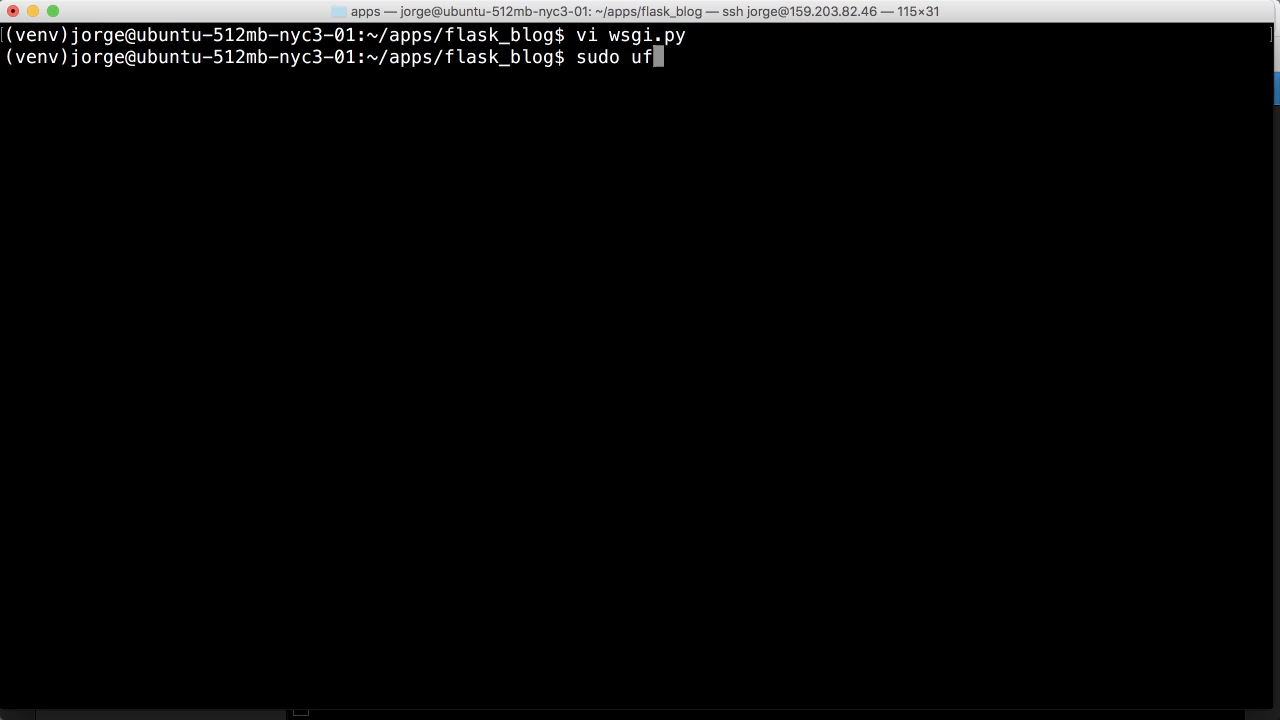 apps — jorge@ubuntu-512mb-nyc3-01: ~/apps/flask_blog — ssh jorge@159.203.82.46 — 115×31
(venv)jorge@ubuntu-512mb-nyc3-01:~/apps/flask_blog$ vi wsgi.py
(venv)jorge@ubuntu-512mb-nyc3-01:~/apps/flask_blog$ sudo uf